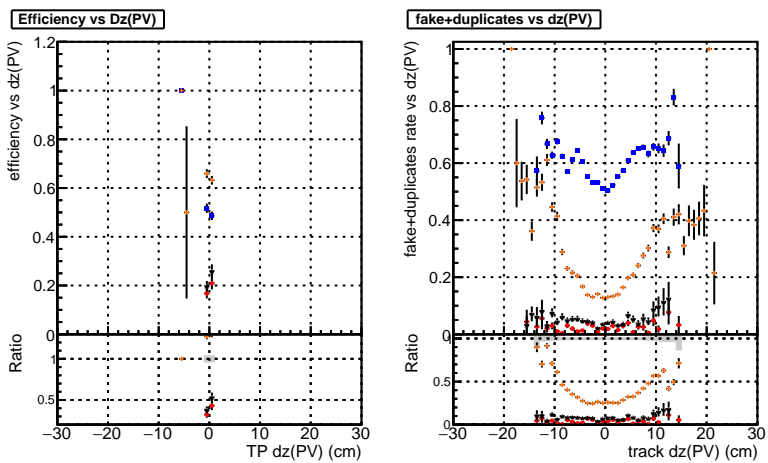 Efficiency vs Dz(PV)
efficiency vs dz(PV)
1.2
1
0.8
0.6
0.4
0.2
0
Ratio
1
0.5
−30 −20 −10 0 10 20 30
TP dz(PV) (cm)
fake+duplicates vs dz(PV)
fake+duplicates rate vs dz(PV)
1
0.8
0.6
0.4
0.2
0
Ratio
1
0.5
0
−30 −20 −10 0 10 20 30
track dz(PV) (cm)